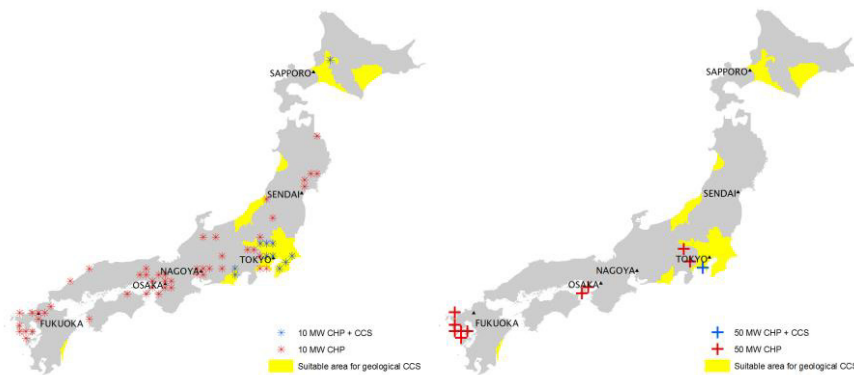 SAPPORO
SENDAI
TOKYO
NAGOYA
OSAKA
FUKUOKA
10 MW CHP + CCS
10 MW CHP
Suitable area for geological CCS
SAPPORO
SENDAI
TOKYO
NAGOYA
OSAKA
FUKUOKA
50 MW CHP + CCS
50 MW CHP
Suitable area for geological CCS